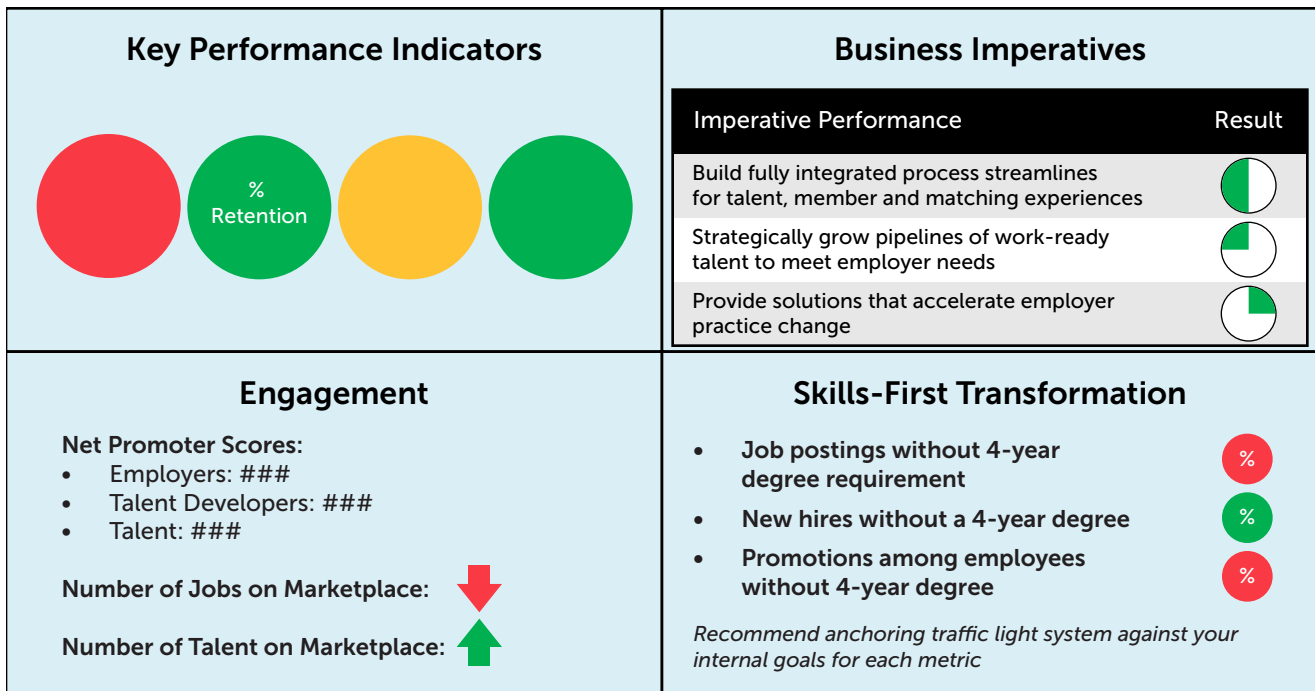 Key Performance Indicators
%
Retention
Business Imperatives
Imperative Performance Result
Build fully integrated process streamlines
for talent, member and matching experiences
Strategically grow pipelines of work-ready
talent to meet employer needs
Provide solutions that accelerate employer
practice change
Engagement
Net Promoter Scores:
• Employers: ###
• Talent Developers: ###
• Talent: ###
Number of Jobs on Marketplace:
Number of Talent on Marketplace:
Skills-First Transformation
• Job postings without 4-year
degree requirement
%
• New hires without a 4-year degree %
• Promotions among employees
without 4-year degree
%
Recommend anchoring traffic light system against your
internal goals for each metric